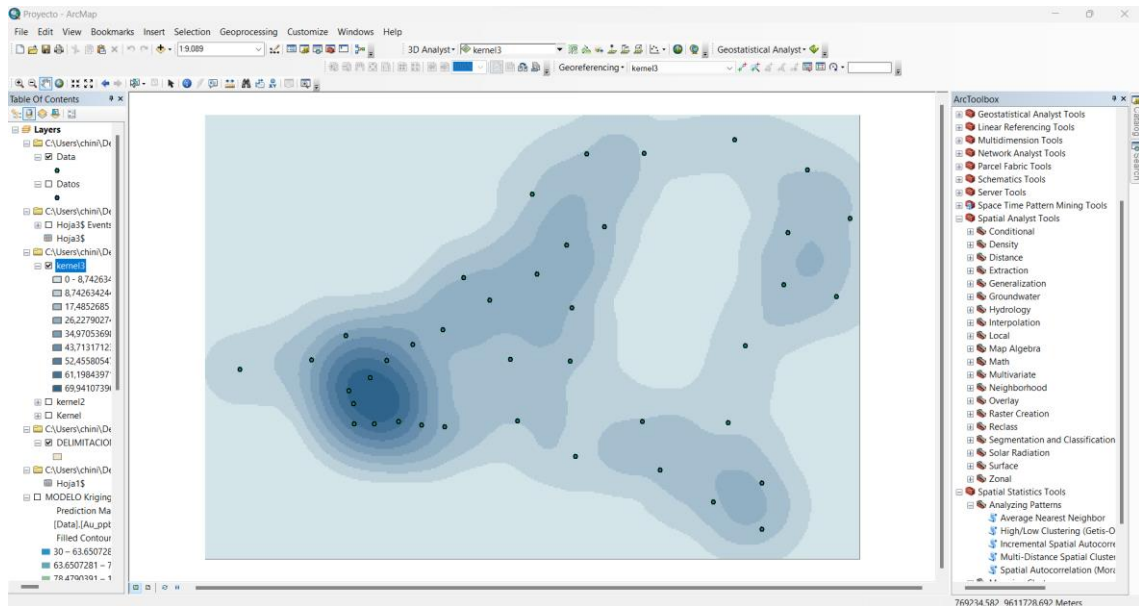 Proyecto - ArcMap
File Edit View Bookmarks Insert Selection Geoprocessing Customize Windows Help
1:9.089
3D Analyst
kernel3
Geostatistical Analyst
Georeferencing
kernel3
Table Of Contents
Layers
C:\Users\chini\De
Data
Datos
C:\Users\chini\De
Hoja3$ Events
Hoja3$
C:\Users\chini\De
kernel3
0 - 8,742634
8,74263424
17,4852685
26,2279027
34,9705369
43,7131712
52,4558054
61,1984397
69,9410739
kernel2
Kernel
C:\Users\chini\De
DELIMITACIO
C:\Users\chini\De
Hoja1$
MODELO Kriging
Prediction Ma
[Data].[Au_ppt
Filled Contour
30 – 63.650728
63.6507281 – 7
78.4790391 – 1
ArcToolbox
Geostatistical Analyst Tools
Linear Referencing Tools
Multidimension Tools
Network Analyst Tools
Parcel Fabric Tools
Schematics Tools
Server Tools
Space Time Pattern Mining Tools
Spatial Analyst Tools
Conditional
Density
Distance
Extraction
Generalization
Groundwater
Hydrology
Interpolation
Local
Map Algebra
Math
Multivariate
Neighborhood
Overlay
Raster Creation
Reclass
Segmentation and Classification
Solar Radiation
Surface
Zonal
Spatial Statistics Tools
Analyzing Patterns
Average Nearest Neighbor
High/Low Clustering (Getis-O
Incremental Spatial Autocorre
Multi-Distance Spatial Cluster
Spatial Autocorrelation (Mora
Catalog
Search
769234,582 9611728,692 Meters